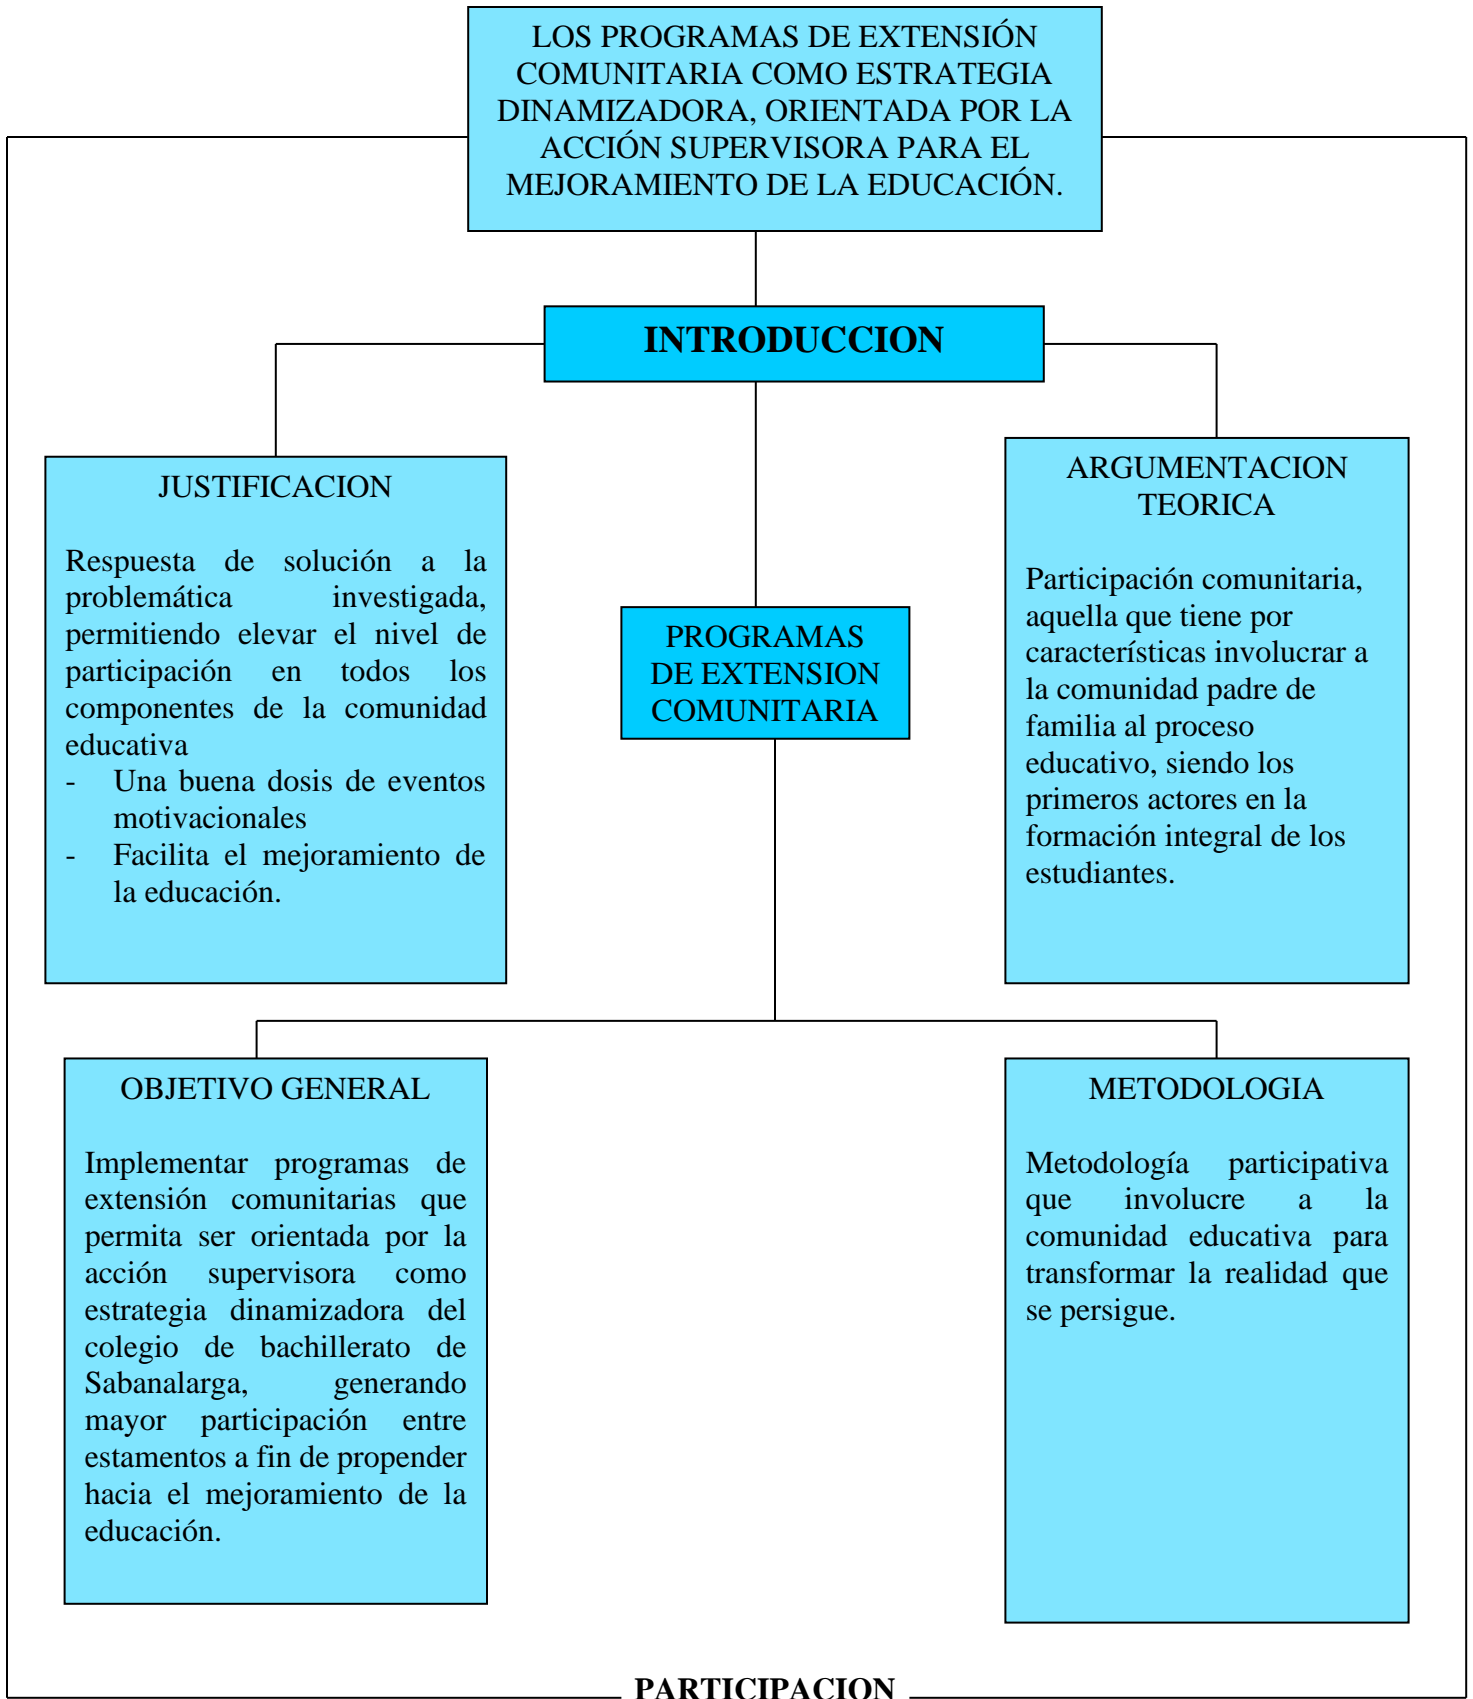 LOS PROGRAMAS DE EXTENSIÓN
COMUNITARIA COMO ESTRATEGIA
DINAMIZADORA, ORIENTADA POR LA
ACCIÓN SUPERVISORA PARA EL
MEJORAMIENTO DE LA EDUCACIÓN.
INTRODUCCION
JUSTIFICACION
Respuesta de solución a la
problemática investigada,
permitiendo elevar el nivel de
participación en todos los
componentes de la comunidad
educativa
- Una buena dosis de eventos
motivacionales
- Facilita el mejoramiento de
la educación.
PROGRAMAS
DE EXTENSION
COMUNITARIA
ARGUMENTACION
TEORICA
Participación comunitaria,
aquella que tiene por
características involucrar a
la comunidad padre de
familia al proceso
educativo, siendo los
primeros actores en la
formación integral de los
estudiantes.
OBJETIVO GENERAL
Implementar programas de
extensión comunitarias que
permita ser orientada por la
acción supervisora como
estrategia dinamizadora del
colegio de bachillerato de
Sabanalarga, generando
mayor participación entre
estamentos a fin de propender
hacia el mejoramiento de la
educación.
METODOLOGIA
Metodología participativa
que involucre a la
comunidad educativa para
transformar la realidad que
se persigue.
PARTICIPACION